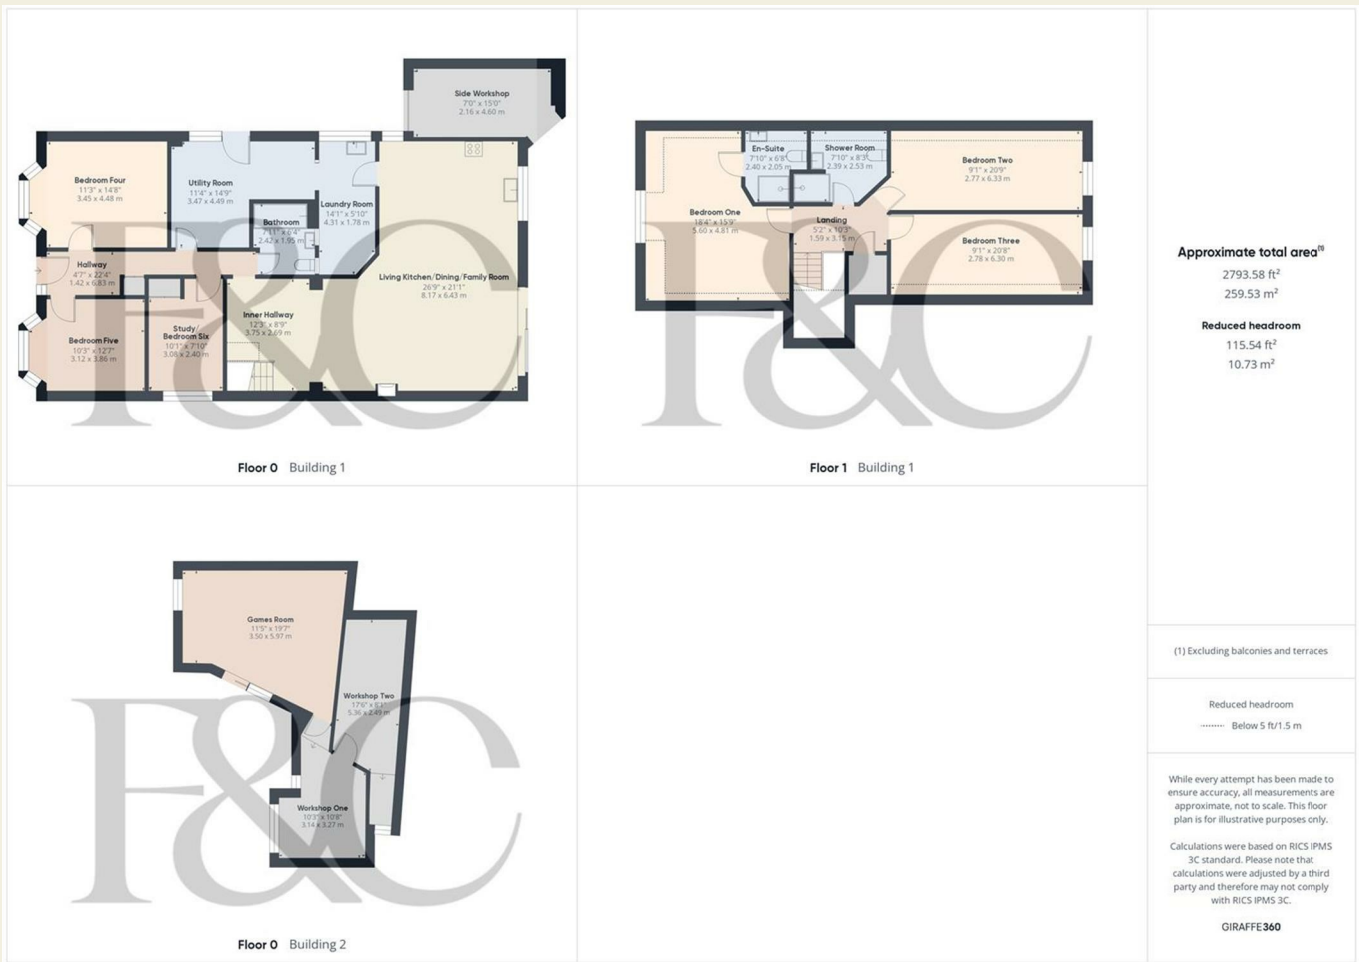 Side Workshop
7'0" x 15'0"
2.16 x 4.60 m
Bedroom Four
11'3" x 14'8"
3.45 x 4.48 m
Utility Room
11'4" x 14'9"
3.47 x 4.49 m
Laundry Room
14'1" x 5'10"
4.31 x 1.78 m
Bathroom
7'11" x 6'4"
2.42 x 1.95 m
Hallway
4'7" x 22'4"
1.42 x 6.83 m
Living Kitchen/Dining/Family Room
26'9" x 21'1"
8.17 x 6.43 m
Inner Hallway
12'3" x 8'9"
3.75 x 2.69 m
Study/
Bedroom Six
10'1" x 7'10"
3.08 x 2.40 m
Bedroom Five
10'3" x 12'7"
3.12 x 3.86 m
F&C
Floor 0 Building 1
En-Suite
7'10" x 6'8"
2.40 x 2.05 m
Shower Room
7'10" x 8'3"
2.39 x 2.53 m
Bedroom Two
9'1" x 20'9"
2.77 x 6.33 m
Bedroom One
18'4" x 15'9"
5.60 x 4.81 m
Landing
5'2" x 10'3"
1.59 x 3.15 m
Bedroom Three
9'1" x 20'8"
2.78 x 6.30 m
F&C
Floor 1 Building 1
Approximate total area(1)
2793.58 ft²
259.53 m²
Reduced headroom
115.54 ft²
10.73 m²
Games Room
11'5" x 19'7"
3.50 x 5.97 m
Workshop Two
17'6" x 8'1"
5.36 x 2.49 m
Workshop One
10'3" x 10'8"
3.14 x 3.27 m
F&C
Floor 0 Building 2
(1) Excluding balconies and terraces
Reduced headroom
Below 5 ft/1.5 m
While every attempt has been made to
ensure accuracy, all measurements are
approximate, not to scale. This floor
plan is for illustrative purposes only.
Calculations were based on RICS IPMS
3C standard. Please note that
calculations were adjusted by a third
party and therefore may not comply
with RICS IPMS 3C.
GIRAFFE360